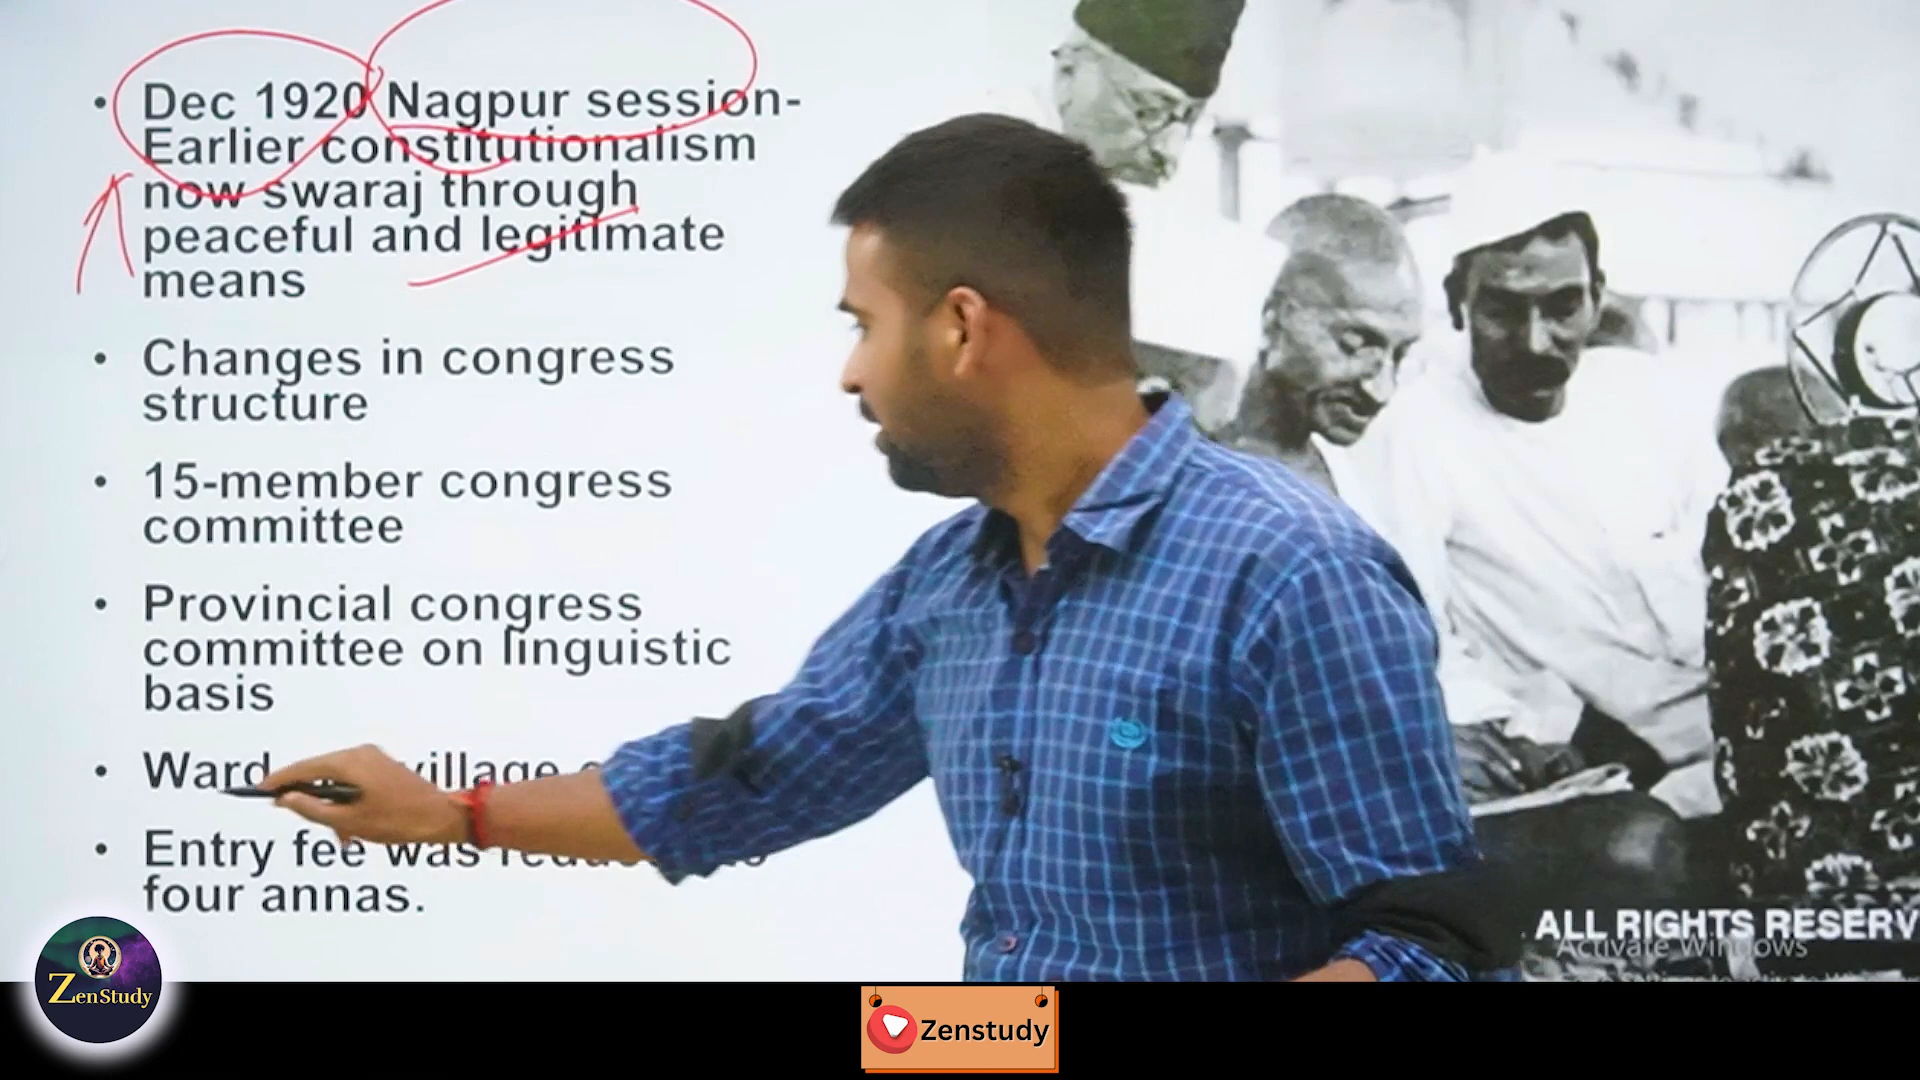 • Dec 1920 Nagpur session-
Earlier constitutionalism
now swaraj through
peaceful and legitimate
means
• Changes in congress
structure
• 15-member congress
committee
• Provincial congress
committee on linguistic
basis
• Ward village
• Entry fee was
four annas.
ALL RIGHTS RESERV
Activate Windows
ZenStudy
Zenstudy